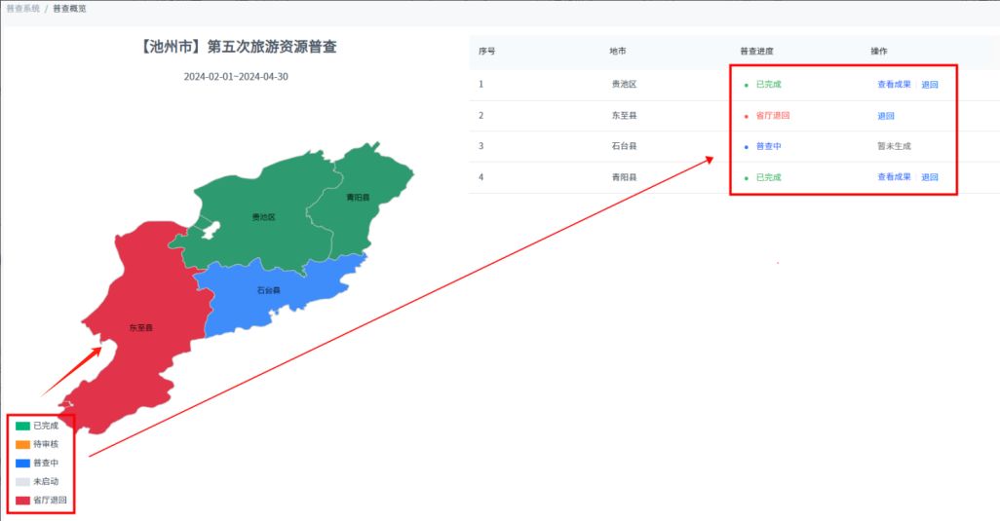 普查系统 / 普查概览
【池州市】第五次旅游资源普查
2024-02-01~2024-04-30
序号 地市 普查进度 操作
1 贵池区 已完成 查看成果 退回
2 东至县 省厅退回 退回
3 石台县 普查中 暂未生成
4 青阳县 已完成 查看成果 退回
青阳县
贵池区
石台县
东至县
已完成
待审核
普查中
未启动
省厅退回